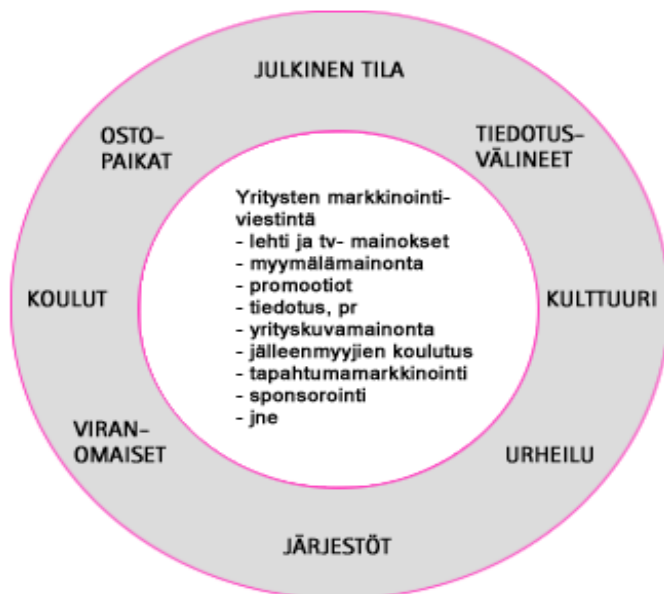 JULKINEN TILA
OSTO-
PAIKAT
TIEDOTUS-
VÄLINEET
Yritysten markkinointi-
viestintä
- lehti ja tv- mainokset
- myymälämainonta
- promootiot
- tiedotus, pr
- yrityskuvamainonta
- jälleenmyyjien koulutus
- tapahtumamarkkinointi
- sponsorointi
- jne
KOULUT
KULTTUURI
VIRAN-
OMAISET
URHEILU
JÄRJESTÖT